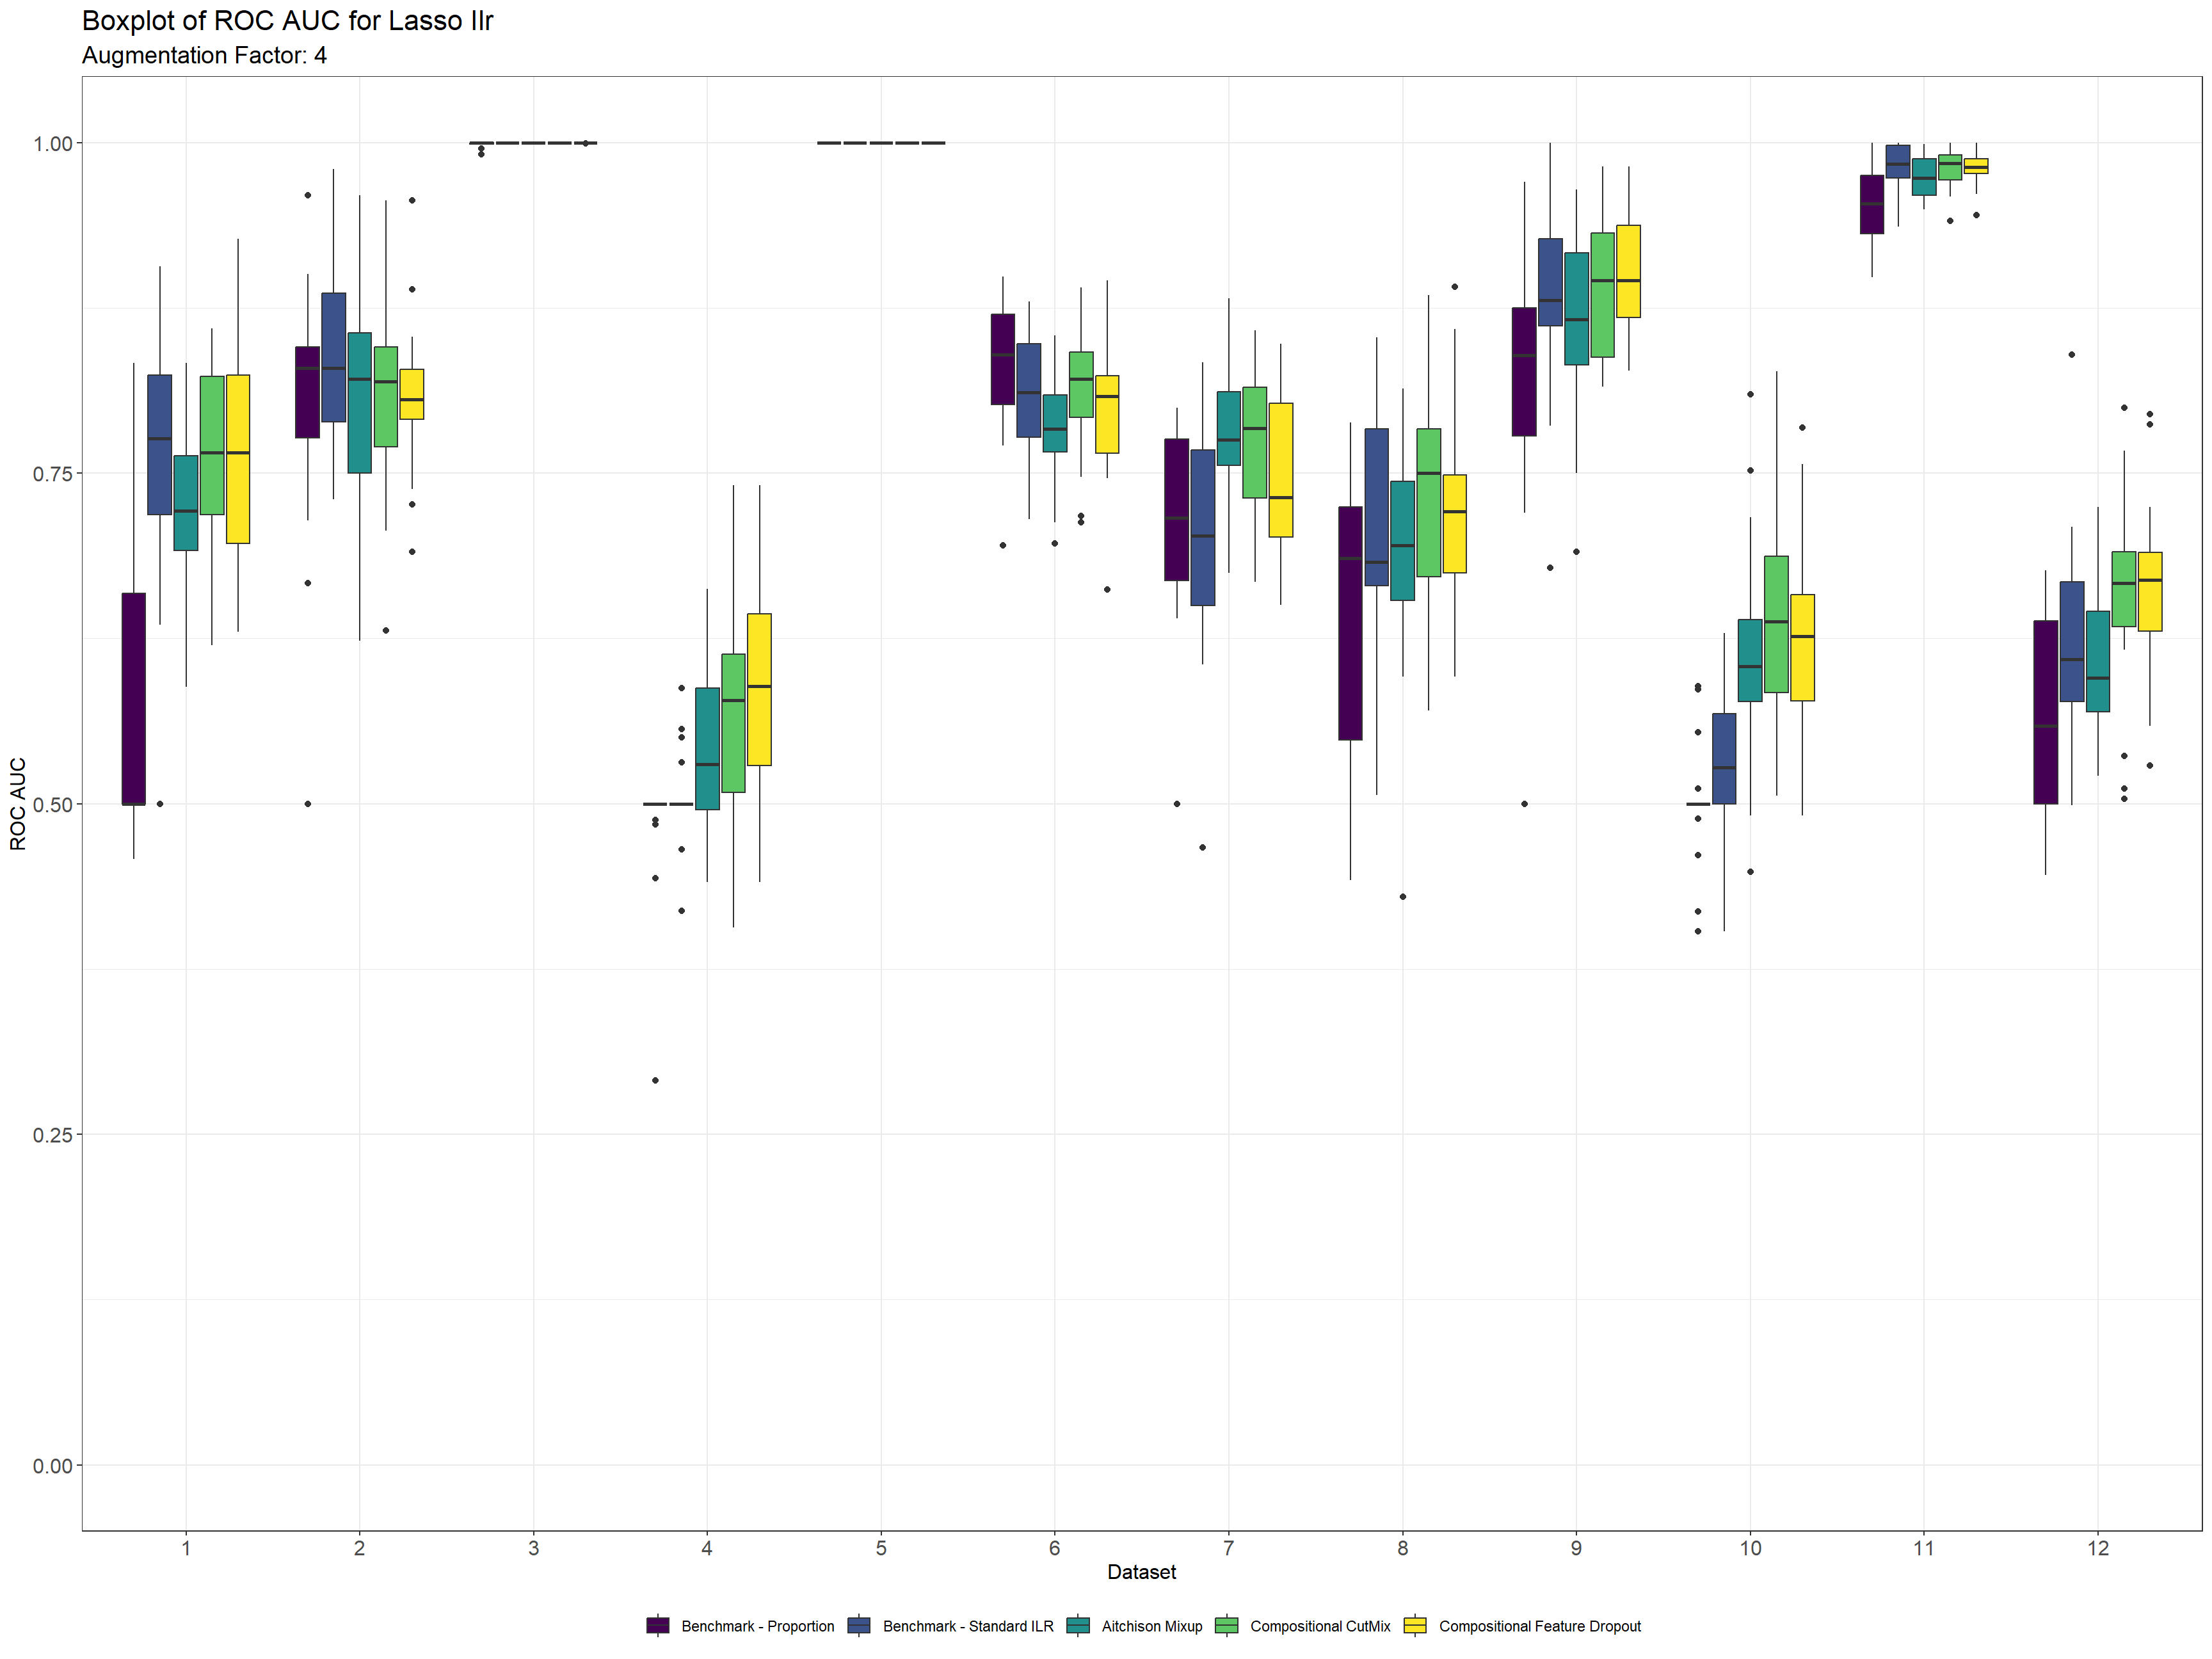 Boxplot of ROC AUC for Lasso Ilr
Augmentation Factor: 4
1.00
0.75
0.50
0.25
0.00
ROC AUC
1 2 3 4 5 6 7 8 9 10 11 12
Dataset
Benchmark - Proportion Benchmark - Standard ILR Aitchison Mixup Compositional CutMix Compositional Feature Dropout